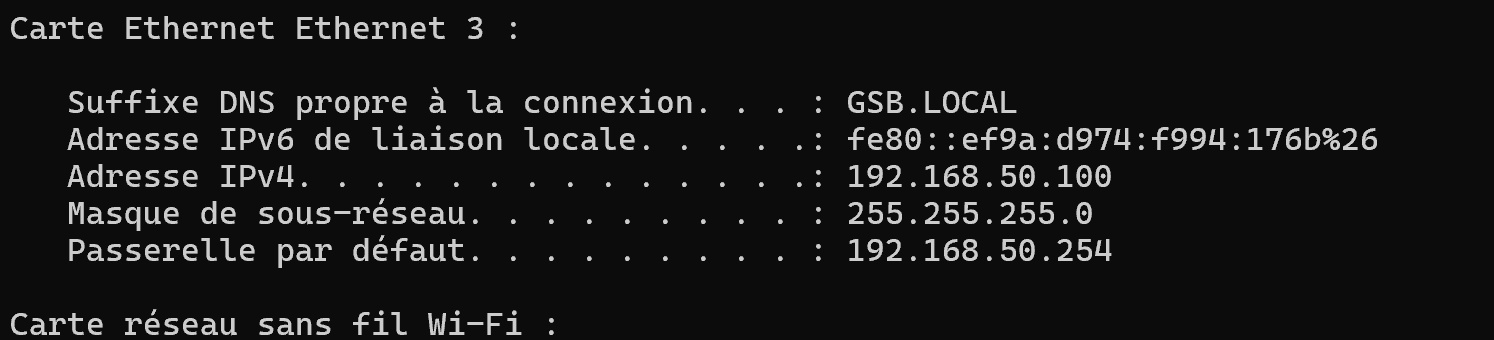 Carte Ethernet Ethernet 3 :
Suffixe DNS propre à la connexion. . . : GSB.LOCAL
Adresse IPv6 de liaison locale. . . . .: fe80::ef9a:d974:f994:176b%26
Adresse IPv4. . . . . . . . . . . . . .: 192.168.50.100
Masque de sous-réseau. . . . . . . . . : 255.255.255.0
Passerelle par défaut. . . . . . . . . : 192.168.50.254
Carte réseau sans fil Wi-Fi :